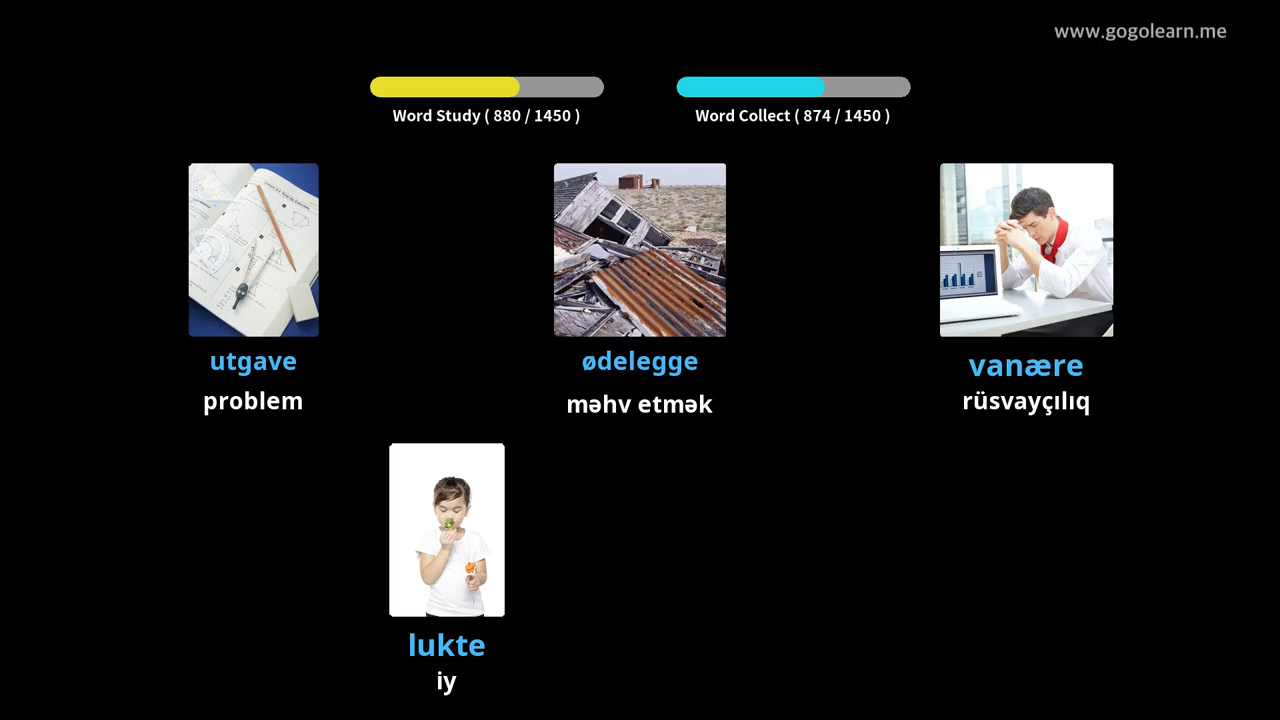 www.gogolearn.me
Word Study ( 880 / 1450 )
Word Collect ( 874 / 1450 )
utgave
problem
ødelegge
məhv etmək
vanære
rüsvayçılıq
lukte
iy